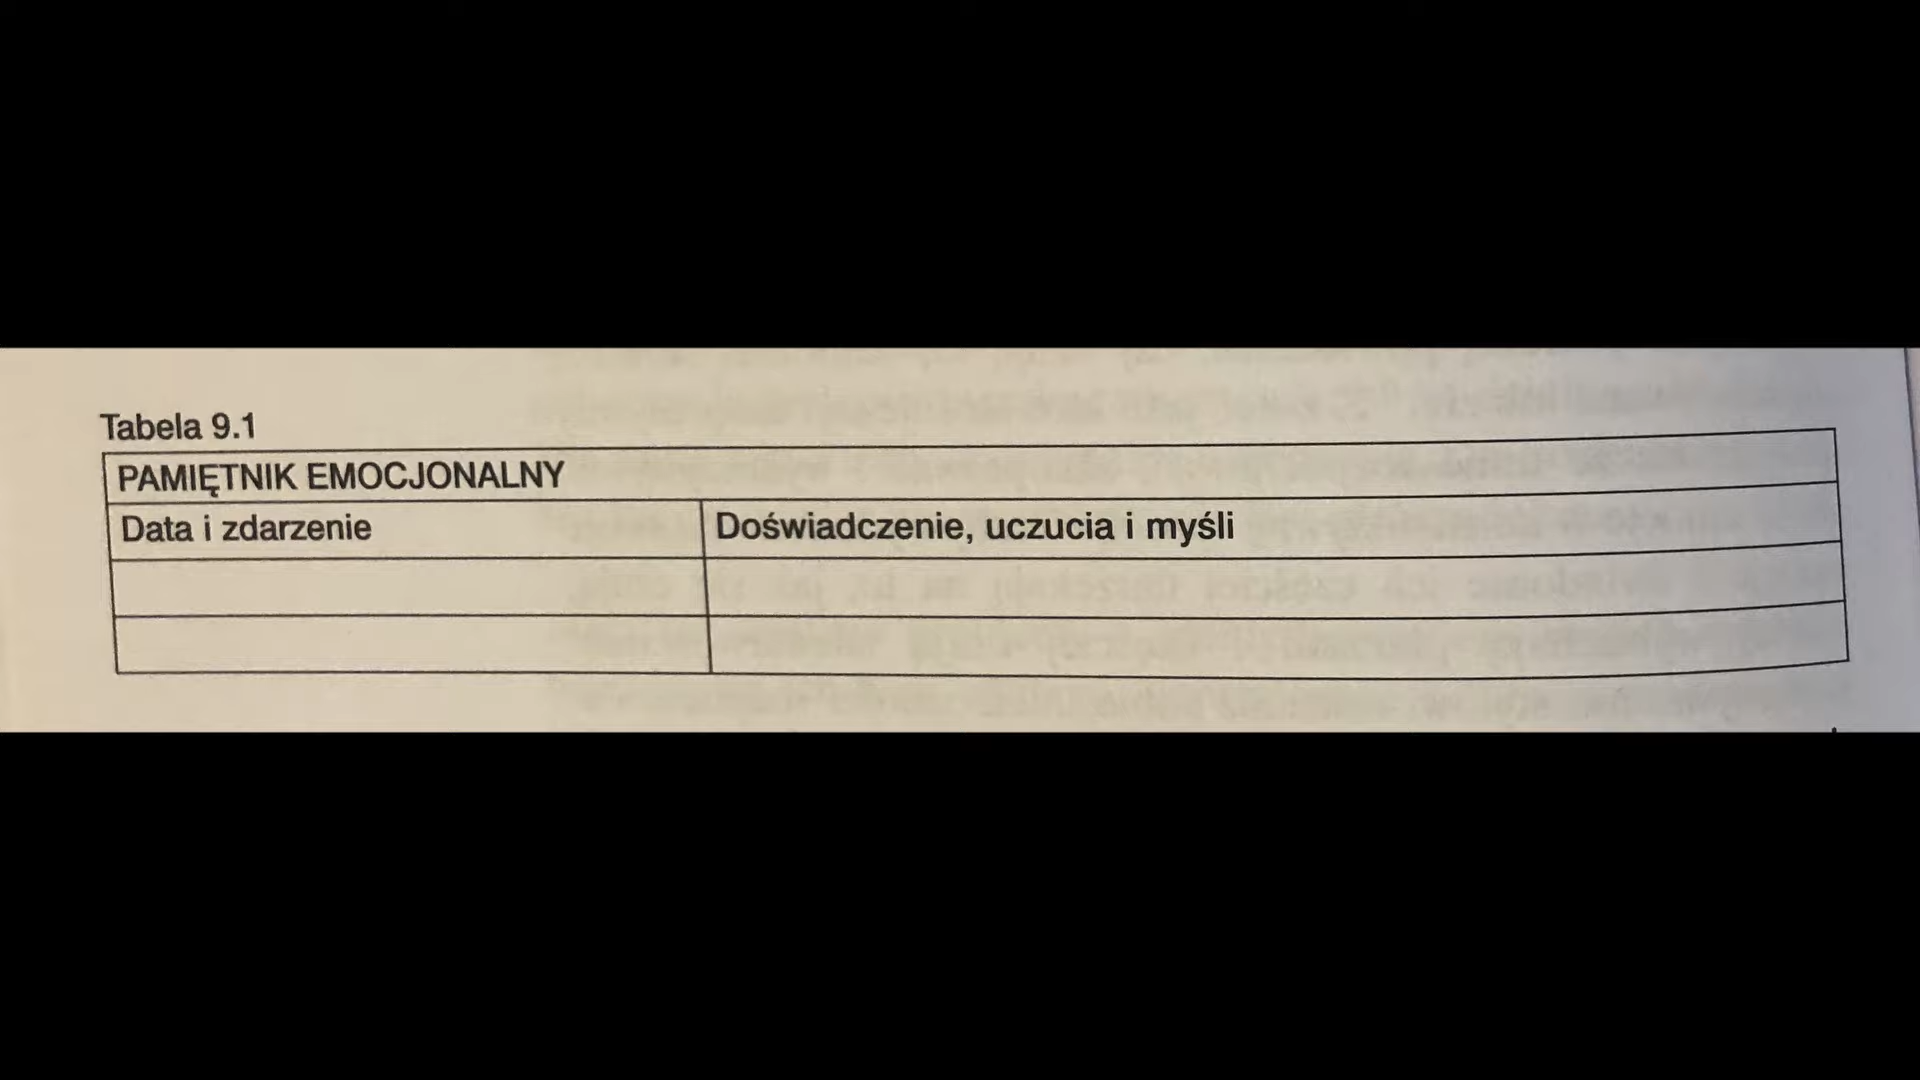 Tabela 9.1
PAMIĘTNIK EMOCJONALNY
Data i zdarzenie
Doświadczenie, uczucia i myśli